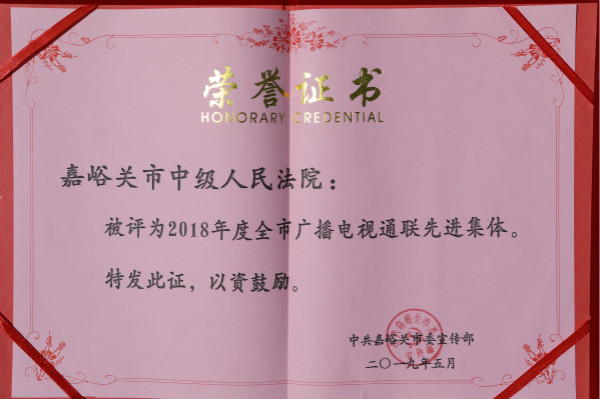 荣誉证书
HONORARY CREDENTIAL
嘉峪关市中级人民法院：
被评为2018年度全市广播电视通联先进集体。
特发此证，以资鼓励。
中共嘉峪关市委宣传部
二〇一九年五月